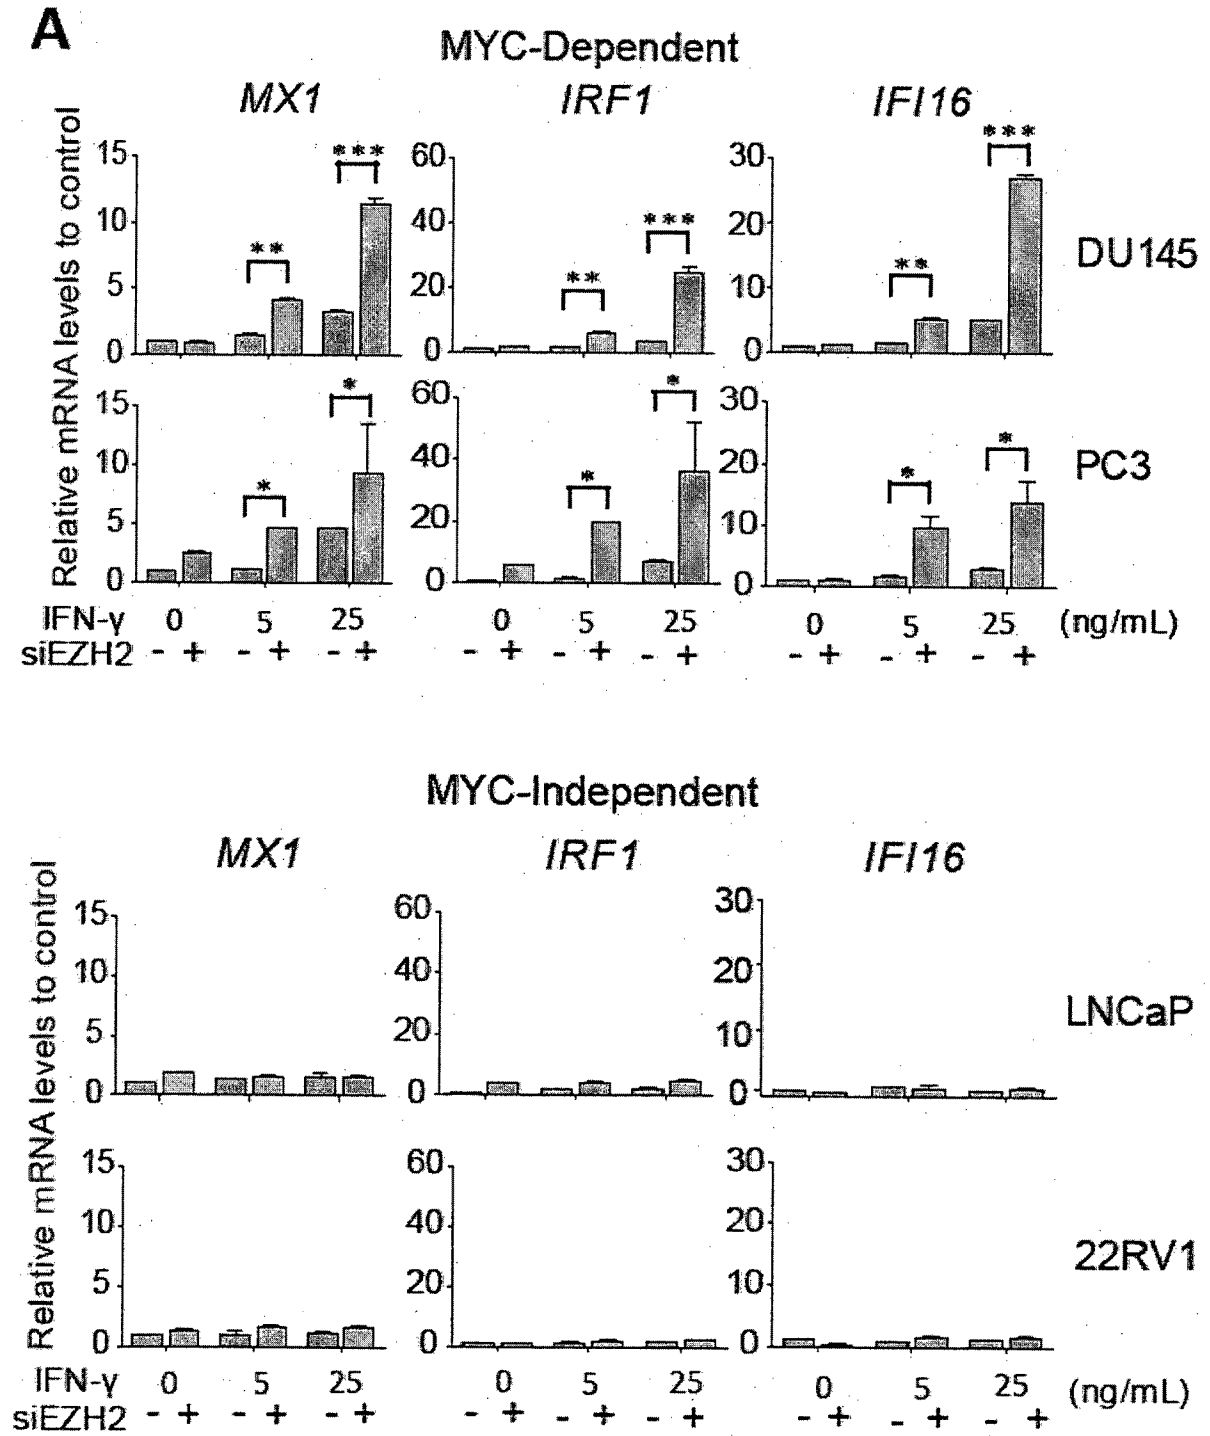 A
MYC-Dependent
MX1 IRF1 IFI16
Relative mRNA levels to control
15 10 5 0
** ***
60 40 20 0
** ***
30 20 10 0
** ***
DU145
15 10 5 0
* *
60 40 20 0
* *
30 20 10 0
* *
PC3
IFN-γ 0 5 25 0 5 25 0 5 25 (ng/mL)
siEZH2 - + - + - + - + - + - + - + - + - +
MYC-Independent
MX1 IRF1 IFI16
Relative mRNA levels to control
15 10 5 0
60 40 20 0
30 20 10 0
LNCaP
15 10 5 0
60 40 20 0
30 20 10 0
22RV1
IFN-γ 0 5 25 0 5 25 0 5 25 (ng/mL)
siEZH2 - + - + - + - + - + - + - + - + - +